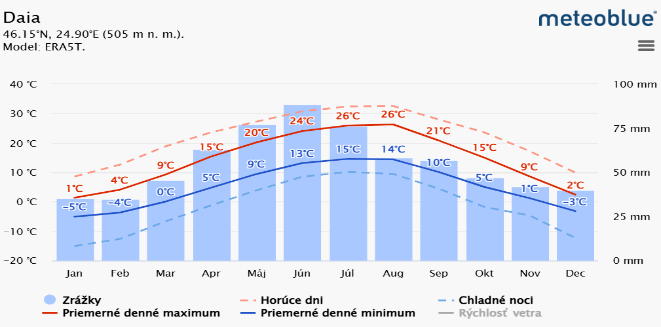 Daia
meteoblue
46.15°N, 24.90°E (505 m n. m.).
Model: ERA5T.
40 °C
100 mm
30 °C
75 mm
20 °C
10 °C
50 mm
0 °C
25 mm
−10 °C
−20 °C
0 mm
1°C 4°C 9°C 15°C 20°C 24°C 26°C 26°C 21°C 15°C 9°C 2°C
−5°C −4°C 0°C 5°C 9°C 13°C 15°C 14°C 10°C 5°C 1°C −3°C
Jan Feb Mar Apr Máj Jún Júl Aug Sep Okt Nov Dec
Zrážky Horúce dni Chladné noci
Priemerné denné maximum Priemerné denné minimum Rýchlosť vetra